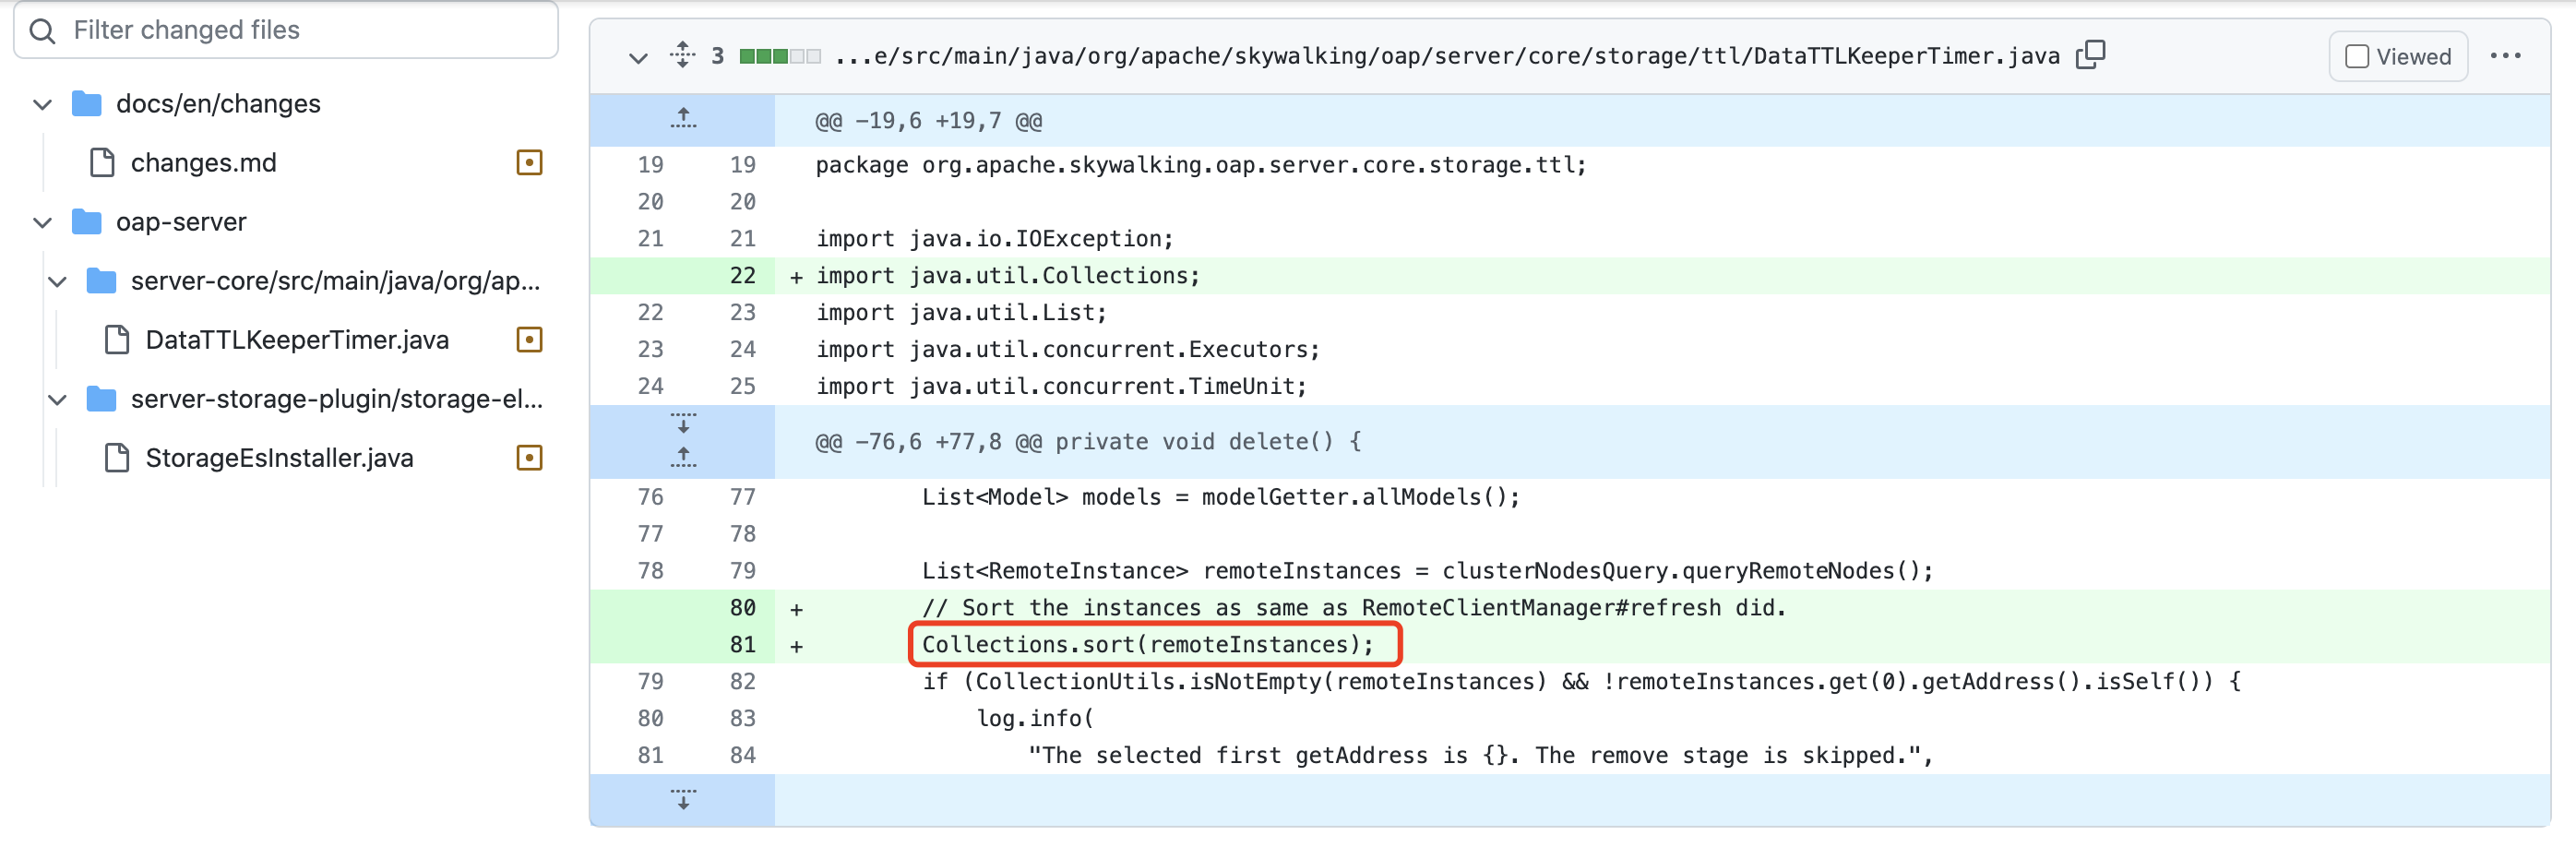 Filter changed files
docs/en/changes
changes.md
oap-server
server-core/src/main/java/org/ap...
DataTTLKeeperTimer.java
server-storage-plugin/storage-el...
StorageEsInstaller.java
3 ...e/src/main/java/org/apache/skywalking/oap/server/core/storage/ttl/DataTTLKeeperTimer.java Viewed ...
@@ -19,6 +19,7 @@
19 19 package org.apache.skywalking.oap.server.core.storage.ttl;
20 20
21 21 import java.io.IOException;
22 + import java.util.Collections;
22 23 import java.util.List;
23 24 import java.util.concurrent.Executors;
24 25 import java.util.concurrent.TimeUnit;
@@ -76,6 +77,8 @@ private void delete() {
76 77 List<Model> models = modelGetter.allModels();
77 78
78 79 List<RemoteInstance> remoteInstances = clusterNodesQuery.queryRemoteNodes();
80 + // Sort the instances as same as RemoteClientManager#refresh did.
81 + Collections.sort(remoteInstances);
79 82 if (CollectionUtils.isNotEmpty(remoteInstances) && !remoteInstances.get(0).getAddress().isSelf()) {
80 83 log.info(
81 84 "The selected first getAddress is {}. The remove stage is skipped.",